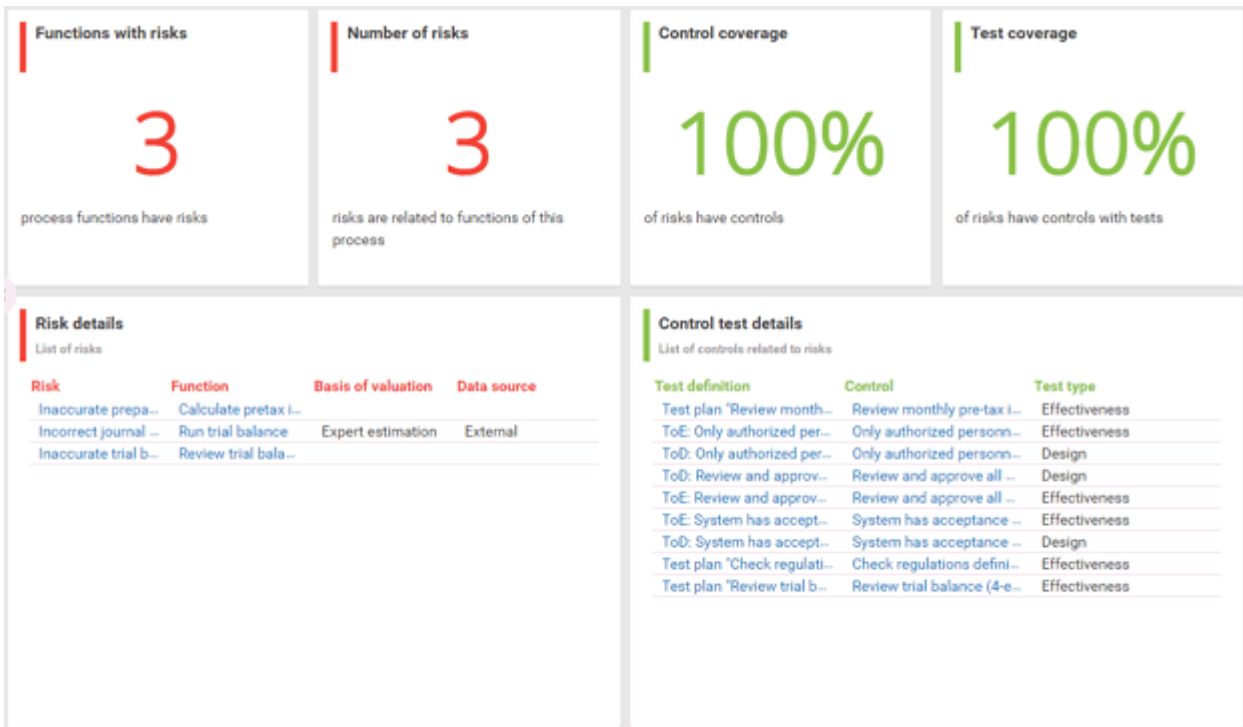 Functions with risks
3
process functions have risks
Number of risks
3
risks are related to functions of this
process
Control coverage
100%
of risks have controls
Test coverage
100%
of risks have controls with tests
Risk details
List of risks
Risk Function Basis of valuation Data source
Inaccurate prepa... Calculate pretax i...
Incorrect journal ... Run trial balance Expert estimation External
Inaccurate trial b... Review trial bala...
Control test details
List of controls related to risks
Test definition Control Test type
Test plan "Review month... Review monthly pre-tax i... Effectiveness
ToE: Only authorized per... Only authorized personn... Effectiveness
ToD: Only authorized per... Only authorized personn... Design
ToD: Review and approv... Review and approve all ... Design
ToE: Review and approv... Review and approve all ... Effectiveness
ToE: System has accept... System has acceptance ... Effectiveness
ToD: System has accept... System has acceptance ... Design
Test plan "Check regulati... Check regulations defini... Effectiveness
Test plan "Review trial b... Review trial balance (4-e... Effectiveness